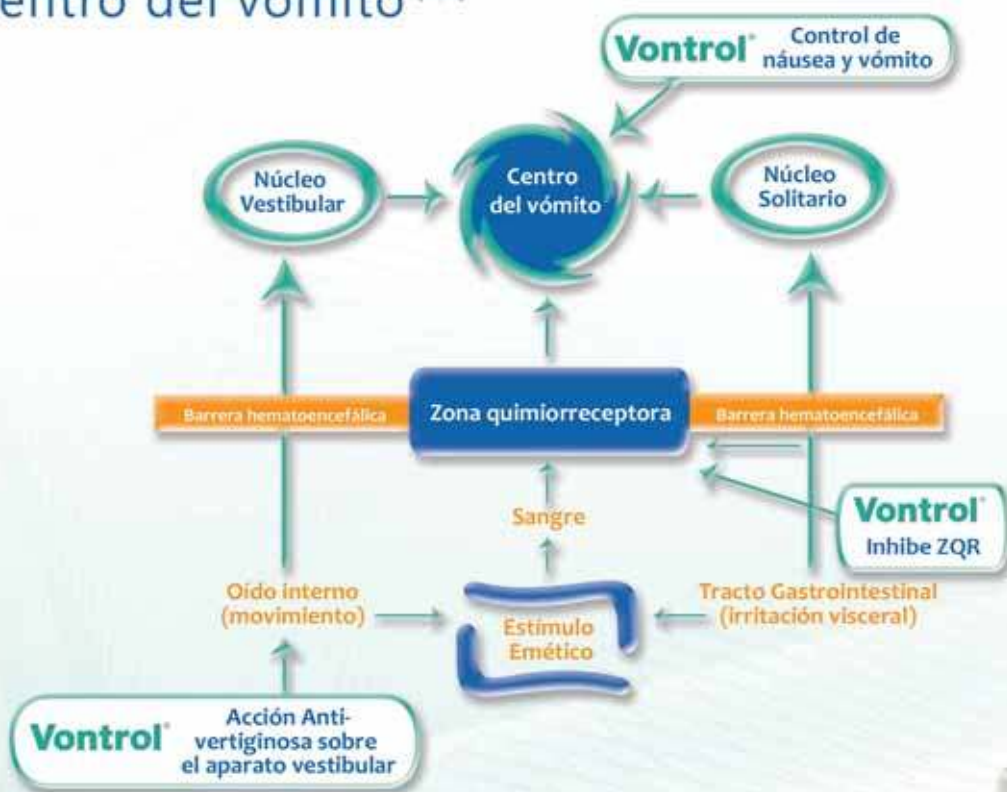 entro del vómito
Vontrol® Control de
náusea y vómito
Núcleo
Vestibular
Centro
del vómito
Núcleo
Solitario
Barrera hematoencefálica
Zona quimiorreceptora
Barrera hematoencefálica
Sangre
Vontrol®
Inhibe ZQR
Oído interno
(movimiento)
Estímulo
Emético
Tracto Gastrointestinal
(irritación visceral)
Vontrol® Acción Anti-
vertiginosa sobre
el aparato vestibular